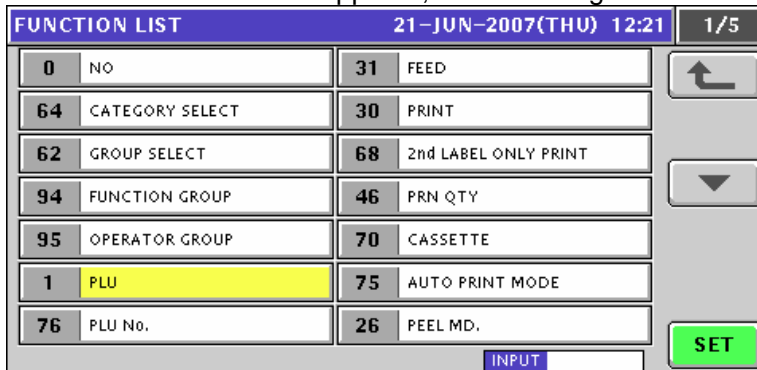 FUNCTION LIST 21-JUN-2007(THU) 12:21 1/5
0 NO 31 FEED
64 CATEGORY SELECT 30 PRINT
62 GROUP SELECT 68 2nd LABEL ONLY PRINT
94 FUNCTION GROUP 46 PRN QTY
95 OPERATOR GROUP 70 CASSETTE
1 PLU 75 AUTO PRINT MODE
76 PLU No. 26 PEEL MD.
SET
INPUT